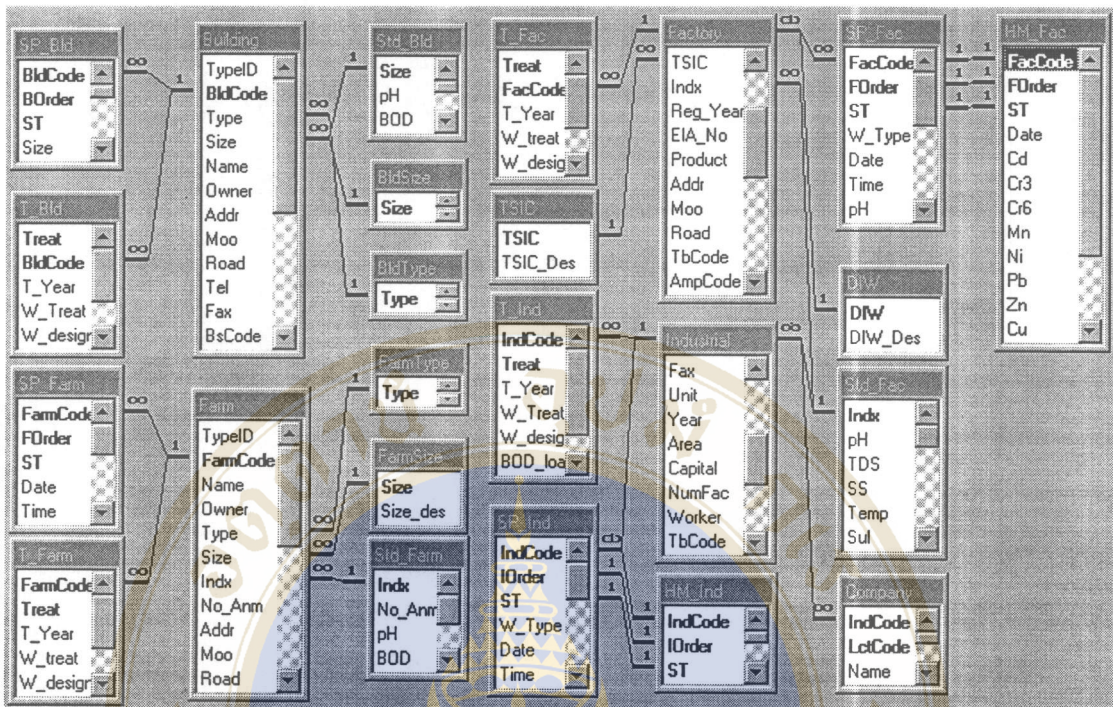 SP_Bld
BldCode
BOrder
ST
Size
T_Bld
Treat
BldCode
T_Year
W_Treat
W_design
SP_Farm
FarmCode
FOrder
ST
Date
Time
T_Farm
FarmCode
Treat
T_Year
W_treat
W_design
Building
TypeID
BldCode
Type
Size
Name
Owner
Addr
Moo
Road
Tel
Fax
BsCode
Farm
TypeID
FarmCode
Name
Owner
Type
Size
Indx
No_Anm
Addr
Moo
Road
Std_Bld
Size
pH
BOD
BldSize
Size
BldType
Type
FarmType
Type
FarmSize
Size
Size_des
Std_Farm
Indx
No_Anm
pH
BOD
T_Fac
Treat
FacCode
T_Year
W_treat
W_desig
TSIC
TSIC
TSIC_Des
T_Ind
IndCode
Treat
T_Year
W_Treat
W_desig
BOD_loa
SP_Ind
IndCode
IOrder
ST
W_Type
Date
Time
Factory
TSIC
Indx
Reg_Year
EIA_No
Product
Addr
Moo
Road
TbCode
AmpCode
Industrial
Fax
Unit
Year
Area
Capital
NumFac
Worker
TbCode
HM_Ind
IndCode
IOrder
ST
SP_Fac
FacCode
FOrder
ST
W_Type
Date
Time
pH
DIW
DIW
DIW_Des
Std_Fac
Indx
pH
TDS
SS
Temp
Sul
Company
IndCode
LctCode
Name
HM_Fac
FacCode
FOrder
ST
Date
Cd
Cr3
Cr6
Mn
Ni
Pb
Zn
Cu